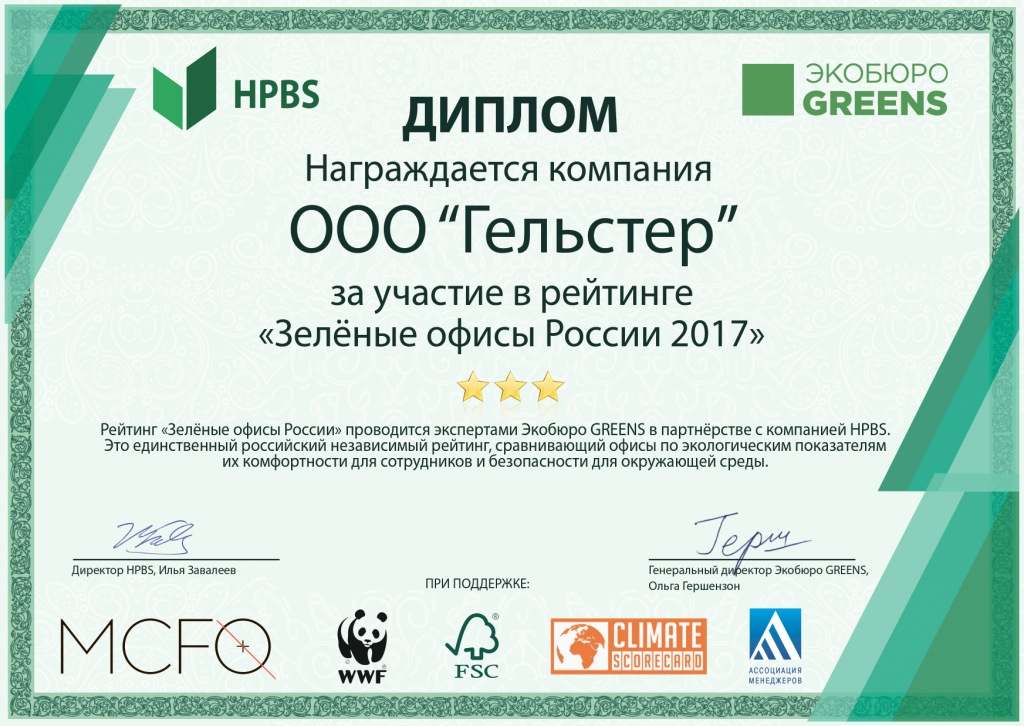 HPBS
ЭКОБЮРО
GREENS
ДИПЛОМ
Награждается компания
ООО “Гельстер”
за участие в рейтинге
«Зелёные офисы России 2017»
Рейтинг «Зелёные офисы России» проводится экспертами Экобюро GREENS в партнёрстве с компанией HPBS.
Это единственный российский независимый рейтинг, сравнивающий офисы по экологическим показателям
их комфортности для сотрудников и безопасности для окружающей среды.
Герш
Директор HPBS, Илья Завалеев
Генеральный директор Экобюро GREENS,
Ольга Гершензон
ПРИ ПОДДЕРЖКЕ:
MCFO
WWF
®
FSC
CLIMATE
SCORECARD
АССОЦИАЦИЯ
МЕНЕДЖЕРОВ